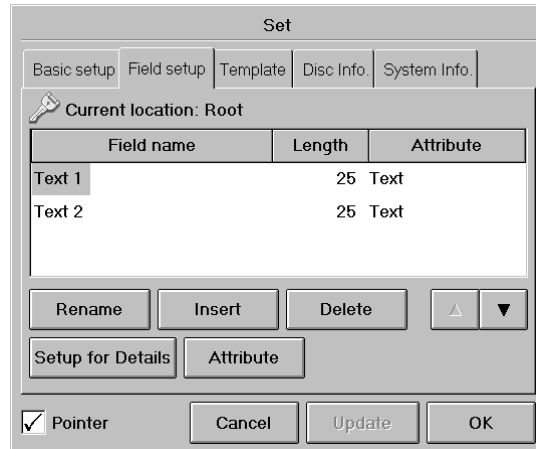 Set
Basic setup Field setup Template Disc Info. System Info.
Current location: Root
Field name Length Attribute
Text 1 25 Text
Text 2 25 Text
Rename Insert Delete
Setup for Details Attribute
Pointer Cancel Update OK